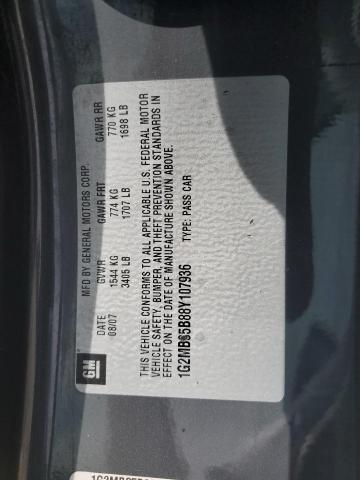 GM
MFD BY GENERAL MOTORS CORP.
DATE GVWR GAWR FRT GAWR RR
08/07 1544 KG 774 KG 770 KG
3405 LB 1707 LB 1698 LB
THIS VEHICLE CONFORMS TO ALL APPLICABLE U.S. FEDERAL MOTOR
VEHICLE SAFETY, BUMPER, AND THEFT PREVENTION STANDARDS IN
EFFECT ON THE DATE OF MANUFACTURE SHOWN ABOVE.
1G2MB65B88Y107936 TYPE: PASS CAR